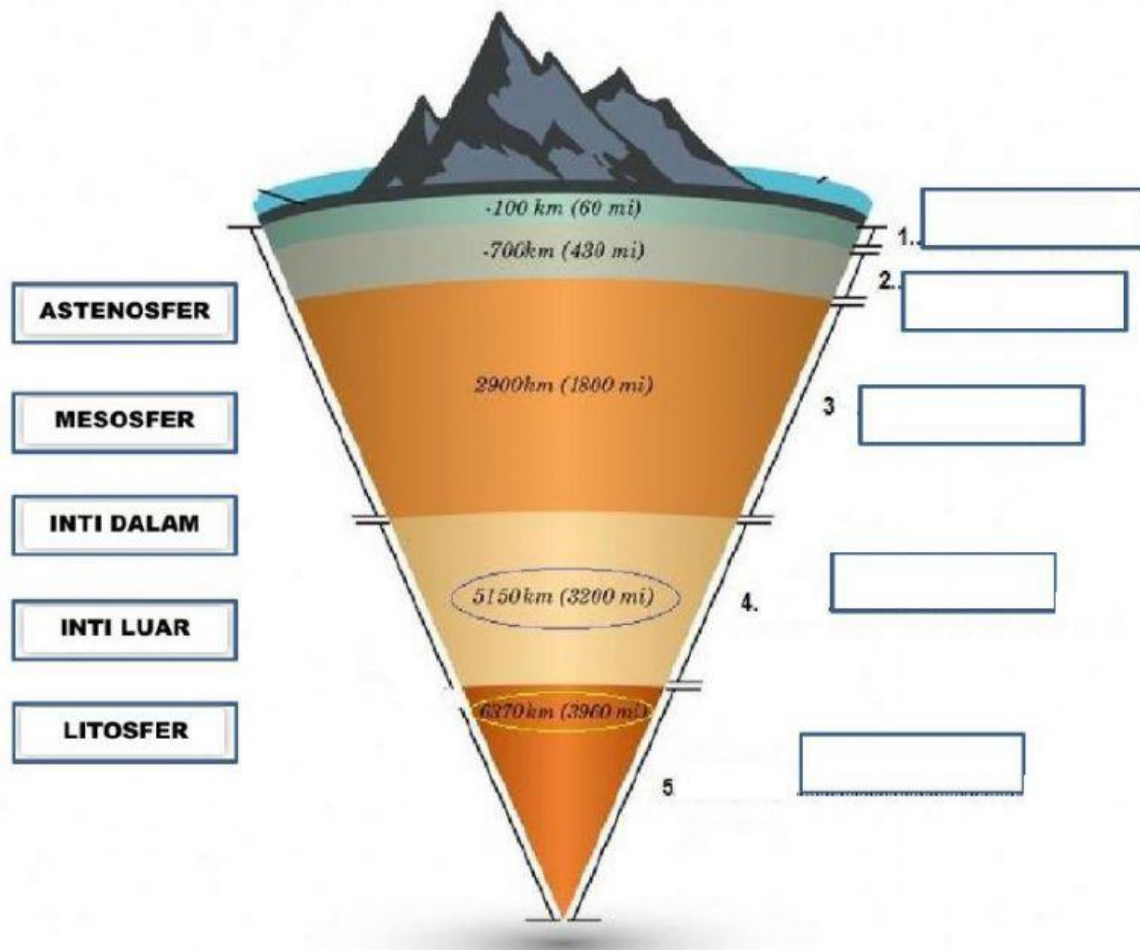 -100 km (60 mi)
1..
-700km (430 mi)
2..
ASTENOSFER
2900km (1800 mi)
3
MESOSFER
INTI DALAM
5150km (3200 mi)
4.
INTI LUAR
6370km (3960 mi)
LITOSFER
5